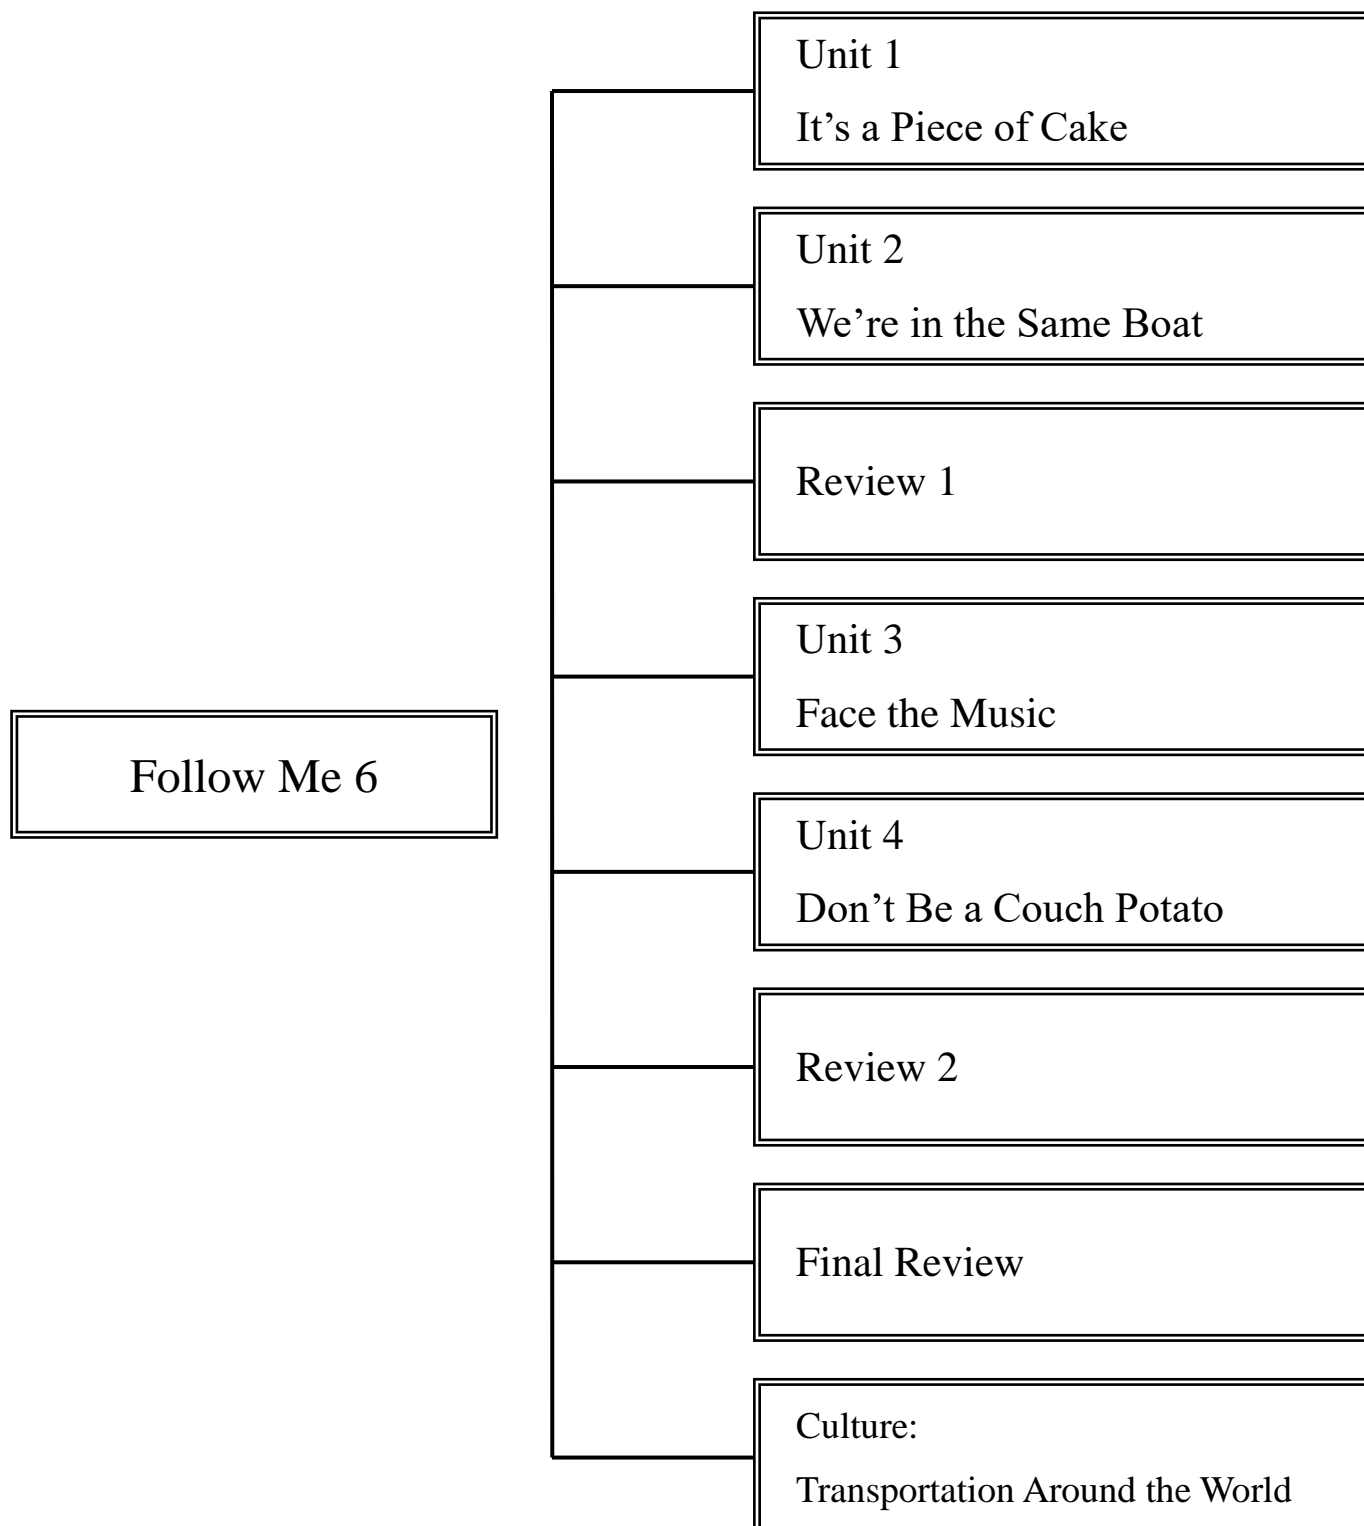 Follow Me 6
Unit 1
It’s a Piece of Cake
Unit 2
We’re in the Same Boat
Review 1
Unit 3
Face the Music
Unit 4
Don’t Be a Couch Potato
Review 2
Final Review
Culture:
Transportation Around the World